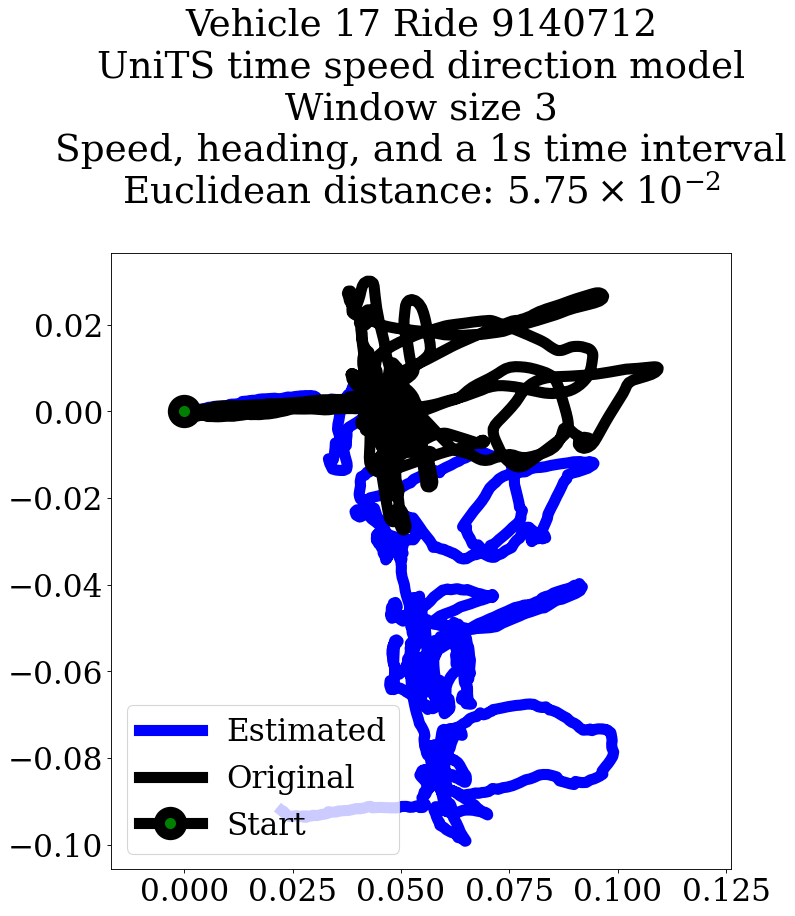 Vehicle 17 Ride 9140712
UniTS time speed direction model
Window size 3
Speed, heading, and a 1s time interval
Euclidean distance: 5.75 × 10⁻²
0.02
0.00
−0.02
−0.04
−0.06
−0.08
−0.10
Estimated
Original
Start
0.000 0.025 0.050 0.075 0.100 0.125